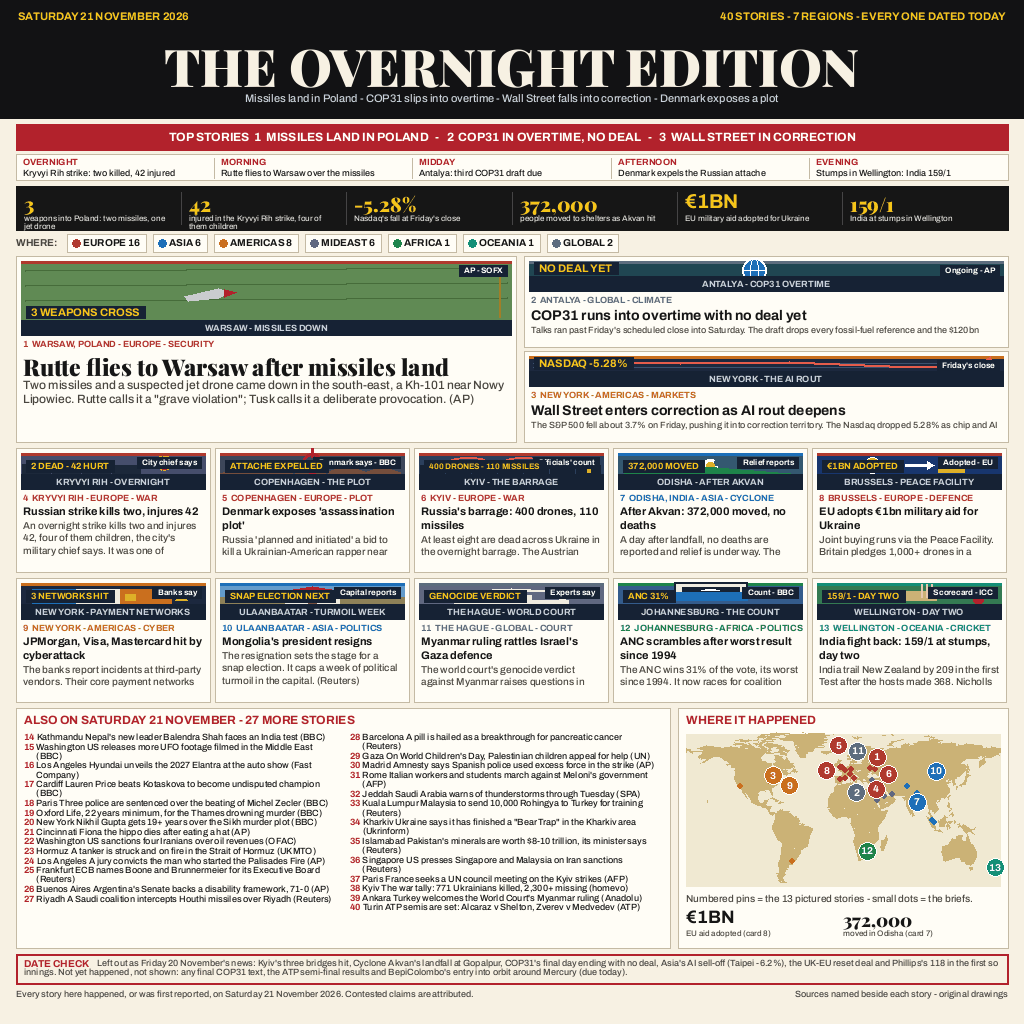 SATURDAY 21 NOVEMBER 2026
40 STORIES - 7 REGIONS - EVERY ONE DATED TODAY
THE OVERNIGHT EDITION
Missiles land in Poland - COP31 slips into overtime - Wall Street falls into correction - Denmark exposes a plot
TOP STORIES 1 MISSILES LAND IN POLAND - 2 COP31 IN OVERTIME, NO DEAL - 3 WALL STREET IN CORRECTION
OVERNIGHT
Kryvyi Rih strike: two killed, 42 injured
MORNING
Rutte flies to Warsaw over the missiles
MIDDAY
Antalya: third COP31 draft due
AFTERNOON
Denmark expels the Russian attache
EVENING
Stumps in Wellington: India 159/1
3
weapons into Poland: two missiles, one
jet drone
42
injured in the Kryvyi Rih strike, four of
them children
-5.28%
Nasdaq's fall at Friday's close
372,000
people moved to shelters as Akvan hit
€1BN
EU military aid adopted for Ukraine
159/1
India at stumps in Wellington
WHERE:
EUROPE 16
ASIA 6
AMERICAS 8
MIDEAST 6
AFRICA 1
OCEANIA 1
GLOBAL 2
AP - SOFX
3 WEAPONS CROSS
WARSAW - MISSILES DOWN
1 WARSAW, POLAND - EUROPE - SECURITY
Rutte flies to Warsaw after missiles land
Two missiles and a suspected jet drone came down in the south-east, a Kh-101 near Nowy
Lipowiec. Rutte calls it a "grave violation"; Tusk calls it a deliberate provocation. (AP)
NO DEAL YET
Ongoing - AP
ANTALYA - COP31 OVERTIME
2 ANTALYA - GLOBAL - CLIMATE
COP31 runs into overtime with no deal yet
Talks ran past Friday's scheduled close into Saturday. The draft drops every fossil-fuel reference and the $120bn
NASDAQ -5.28%
Friday's close
NEW YORK - THE AI ROUT
3 NEW YORK - AMERICAS - MARKETS
Wall Street enters correction as AI rout deepens
The S&P 500 fell about 3.7% on Friday, pushing it into correction territory. The Nasdaq dropped 5.28% as chip and AI
2 DEAD - 42 HURT
City chief says
KRYVYI RIH - OVERNIGHT
4 KRYVYI RIH - EUROPE - WAR
Russian strike kills two, injures 42
An overnight strike kills two and injures
42, four of them children, the city's
military chief says. It was one of
ATTACHE EXPELLED
nmark says - BBC
COPENHAGEN - THE PLOT
5 COPENHAGEN - EUROPE - PLOT
Denmark exposes 'assassination
plot'
Russia 'planned and initiated' a bid to
kill a Ukrainian-American rapper near
400 DRONES - 110 MISSILES
ficials' count
KYIV - THE BARRAGE
6 KYIV - EUROPE - WAR
Russia's barrage: 400 drones, 110
missiles
At least eight are dead across Ukraine in
the overnight barrage. The Austrian
372,000 MOVED
Relief reports
ODISHA - AFTER AKVAN
7 ODISHA, INDIA - ASIA - CYCLONE
After Akvan: 372,000 moved, no
deaths
A day after landfall, no deaths are
reported and relief is under way. The
€1BN ADOPTED
Adopted - EU
BRUSSELS - PEACE FACILITY
8 BRUSSELS - EUROPE - DEFENCE
EU adopts €1bn military aid for
Ukraine
Joint buying runs via the Peace Facility.
Britain pledges 1,000+ drones in a
3 NETWORKS HIT
Banks say
NEW YORK - PAYMENT NETWORKS
9 NEW YORK - AMERICAS - CYBER
JPMorgan, Visa, Mastercard hit by
cyberattack
The banks report incidents at third-party
vendors. Their core payment networks
SNAP ELECTION NEXT
Capital reports
ULAANBAATAR - TURMOIL WEEK
10 ULAANBAATAR - ASIA - POLITICS
Mongolia's president resigns
The resignation sets the stage for a
snap election. It caps a week of political
turmoil in the capital. (Reuters)
GENOCIDE VERDICT
Experts say
THE HAGUE - WORLD COURT
11 THE HAGUE - GLOBAL - COURT
Myanmar ruling rattles Israel's
Gaza defence
The world court's genocide verdict
against Myanmar raises questions in
ANC 31%
Count - BBC
JOHANNESBURG - THE COUNT
12 JOHANNESBURG - AFRICA - POLITICS
ANC scrambles after worst result
since 1994
The ANC wins 31% of the vote, its worst
since 1994. It now races for coalition
159/1 - DAY TWO
Scorecard - ICC
WELLINGTON - DAY TWO
13 WELLINGTON - OCEANIA - CRICKET
India fight back: 159/1 at stumps,
day two
India trail New Zealand by 209 in the first
Test after the hosts made 368. Nicholls
ALSO ON SATURDAY 21 NOVEMBER - 27 MORE STORIES
14 Kathmandu Nepal's new leader Balendra Shah faces an India test (BBC)
15 Washington US releases more UFO footage filmed in the Middle East
(BBC)
16 Los Angeles Hyundai unveils the 2027 Elantra at the auto show (Fast
Company)
17 Cardiff Lauren Price beats Kotaskova to become undisputed champion
(BBC)
18 Paris Three police are sentenced over the beating of Michel Zecler (BBC)
19 Oxford Life, 22 years minimum, for the Thames drowning murder (BBC)
20 New York Nikhil Gupta gets 19+ years over the Sikh murder plot (BBC)
21 Cincinnati Fiona the hippo dies after eating a hat (AP)
22 Washington US sanctions four Iranians over oil revenues (OFAC)
23 Hormuz A tanker is struck and on fire in the Strait of Hormuz (UKMTO)
24 Los Angeles A jury convicts the man who started the Palisades Fire (AP)
25 Frankfurt ECB names Boone and Brunnermeier for its Executive Board
(Reuters)
26 Buenos Aires Argentina's Senate backs a disability framework, 71-0 (AP)
27 Riyadh A Saudi coalition intercepts Houthi missiles over Riyadh (Reuters)
28 Barcelona A pill is hailed as a breakthrough for pancreatic cancer
(Reuters)
29 Gaza On World Children's Day, Palestinian children appeal for help (UN)
30 Madrid Amnesty says Spanish police used excess force in the strike (AP)
31 Rome Italian workers and students march against Meloni's government
(AFP)
32 Jeddah Saudi Arabia warns of thunderstorms through Tuesday (SPA)
33 Kuala Lumpur Malaysia to send 10,000 Rohingya to Turkey for training
(Reuters)
34 Kharkiv Ukraine says it has finished a "Bear Trap" in the Kharkiv area
(Ukrinform)
35 Islamabad Pakistan's minerals are worth $8-10 trillion, its minister says
(Reuters)
36 Singapore US presses Singapore and Malaysia on Iran sanctions
(Reuters)
37 Paris France seeks a UN council meeting on the Kyiv strikes (AFP)
38 Kyiv The war tally: 771 Ukrainians killed, 2,300+ missing (homevo)
39 Ankara Turkey welcomes the World Court's Myanmar ruling (Anadolu)
40 Turin ATP semis are set: Alcaraz v Shelton, Zverev v Medvedev (ATP)
WHERE IT HAPPENED
5
11
1
8
3
9
6
4
2
10
7
12
13
Numbered pins = the 13 pictured stories - small dots = the briefs.
€1BN
EU aid adopted (card 8)
372,000
moved in Odisha (card 7)
DATE CHECK Left out as Friday 20 November's news: Kyiv's three bridges hit, Cyclone Akvan's landfall at Gopalpur, COP31's final day ending with no deal, Asia's AI sell-off (Taipei -6.2%), the UK-EU reset deal and Phillips's 118 in the first so
innings. Not yet happened, not shown: any final COP31 text, the ATP semi-final results and BepiColombo's entry into orbit around Mercury (due today).
Every story here happened, or was first reported, on Saturday 21 November 2026. Contested claims are attributed.
Sources named beside each story - original drawings